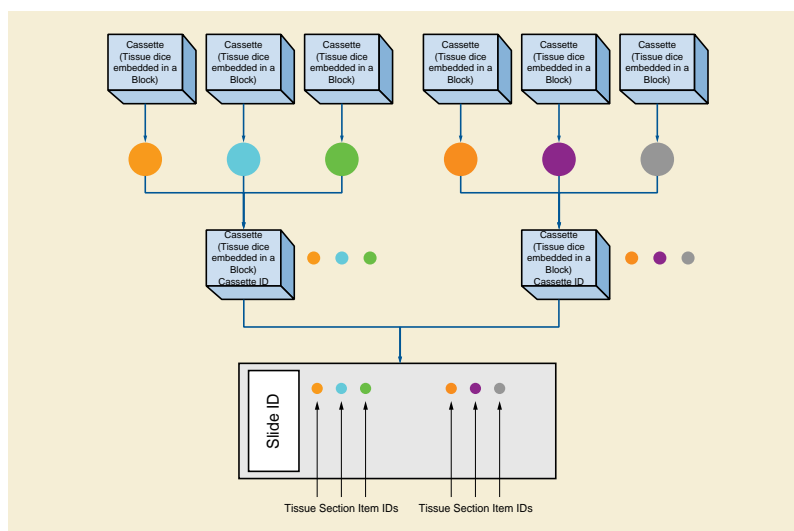 Cassette
(Tissue dice
embedded in a
Block)
Cassette
(Tissue dice
embedded in a
Block)
Cassette
(Tissue dice
embedded in a
Block)
Cassette
(Tissue dice
embedded in a
Block)
Cassette
(Tissue dice
embedded in a
Block)
Cassette
(Tissue dice
embedded in a
Block)
Cassette
(Tissue dice
embedded in a
Block)
Cassette ID
Cassette
(Tissue dice
embedded in a
Block)
Cassette ID
Slide ID
Tissue Section Item IDs
Tissue Section Item IDs